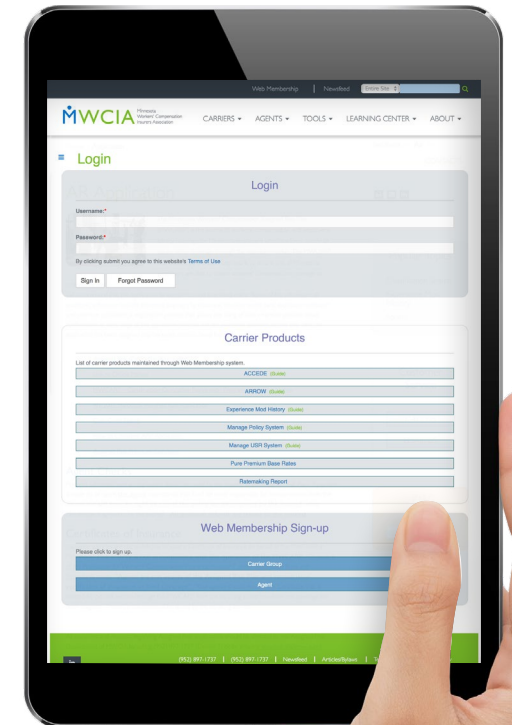 Web Membership | Newsfeed Entire Site
MWCIA Minnesota
Workers' Compensation
Insurers Association
CARRIERS AGENTS TOOLS LEARNING CENTER ABOUT
Login
Login
Username:*
Password:*
By clicking submit you agree to this website's Terms of Use
Sign In Forgot Password
Carrier Products
List of carrier products maintained through Web Membership system.
ACCEDE (Guide)
ARROW (Guide)
Experience Mod History (Guide)
Manage Policy System (Guide)
Manage USR System (Guide)
Pure Premium Base Rates
Ratemaking Report
Web Membership Sign-up
Please click to sign up.
Carrier Group
Agent
(952) 897-1737 | (952) 897-1737 | Newsfeed | Articles/Bylaws |